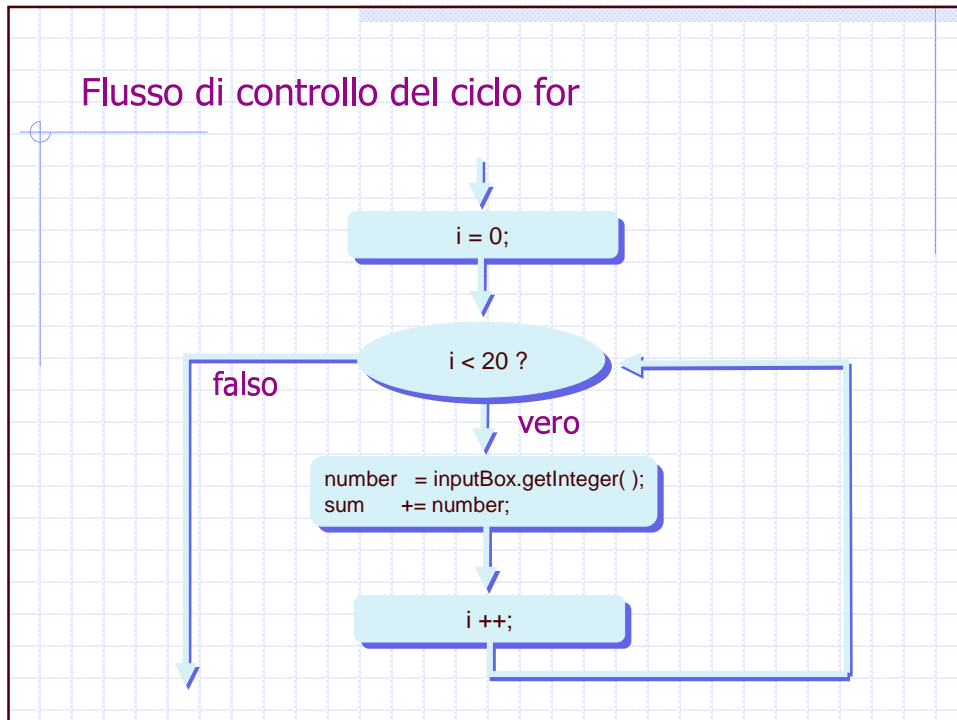 Flusso di controllo del ciclo for
i = 0;
i < 20 ?
falso
vero
number = inputBox.getInteger( );
sum += number;
i ++;